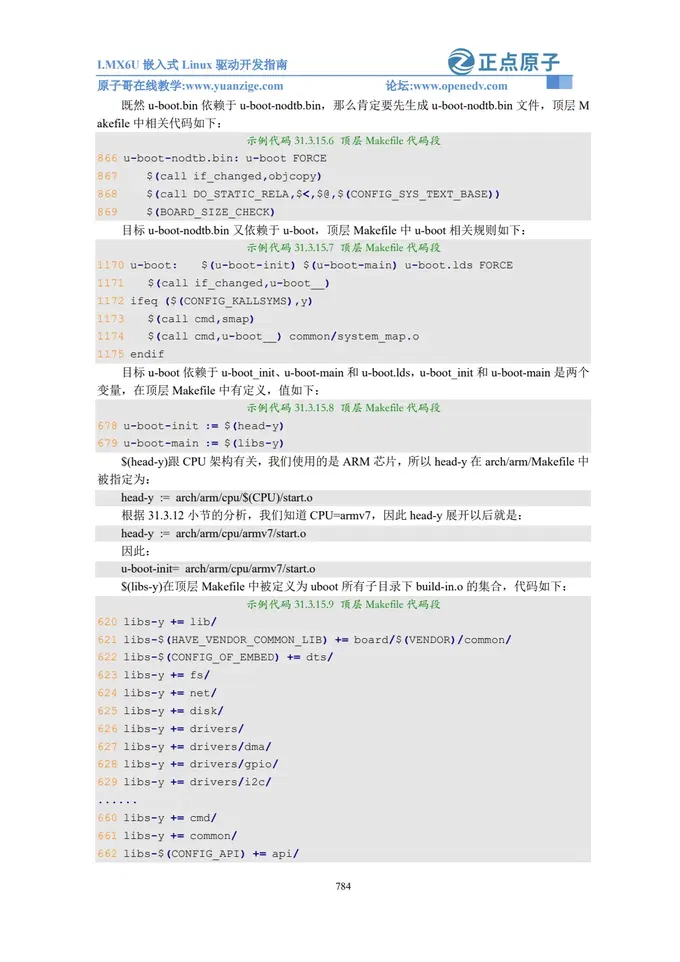 I.MX6U 嵌入式 Linux 驱动开发指南
正点原子
原子哥在线教学:www.yuanzige.com 论坛:www.openedv.com
既然 u-boot.bin 依赖于 u-boot-nodtb.bin，那么肯定要先生成 u-boot-nodtb.bin 文件，顶层 M
akefile 中相关代码如下：
示例代码 31.3.15.6 顶层 Makefile 代码段
866 u-boot-nodtb.bin: u-boot FORCE
867 $(call if_changed,objcopy)
868 $(call DO_STATIC_RELA,$<,$@,$(CONFIG_SYS_TEXT_BASE))
869 $(BOARD_SIZE_CHECK)
目标 u-boot-nodtb.bin 又依赖于 u-boot，顶层 Makefile 中 u-boot 相关规则如下：
示例代码 31.3.15.7 顶层 Makefile 代码段
1170 u-boot: $(u-boot-init) $(u-boot-main) u-boot.lds FORCE
1171 $(call if_changed,u-boot__)
1172 ifeq ($(CONFIG_KALLSYMS),y)
1173 $(call cmd,smap)
1174 $(call cmd,u-boot__) common/system_map.o
1175 endif
目标 u-boot 依赖于 u-boot_init、u-boot-main 和 u-boot.lds，u-boot_init 和 u-boot-main 是两个
变量，在顶层 Makefile 中有定义，值如下：
示例代码 31.3.15.8 顶层 Makefile 代码段
678 u-boot-init := $(head-y)
679 u-boot-main := $(libs-y)
$(head-y)跟 CPU 架构有关，我们使用的是 ARM 芯片，所以 head-y 在 arch/arm/Makefile 中
被指定为：
head-y := arch/arm/cpu/$(CPU)/start.o
根据 31.3.12 小节的分析，我们知道 CPU=armv7，因此 head-y 展开以后就是：
head-y := arch/arm/cpu/armv7/start.o
因此：
u-boot-init= arch/arm/cpu/armv7/start.o
$(libs-y)在顶层 Makefile 中被定义为 uboot 所有子目录下 build-in.o 的集合，代码如下：
示例代码 31.3.15.9 顶层 Makefile 代码段
620 libs-y += lib/
621 libs-$(HAVE_VENDOR_COMMON_LIB) += board/$(VENDOR)/common/
622 libs-$(CONFIG_OF_EMBED) += dts/
623 libs-y += fs/
624 libs-y += net/
625 libs-y += disk/
626 libs-y += drivers/
627 libs-y += drivers/dma/
628 libs-y += drivers/gpio/
629 libs-y += drivers/i2c/
......
660 libs-y += cmd/
661 libs-y += common/
662 libs-$(CONFIG_API) += api/
784